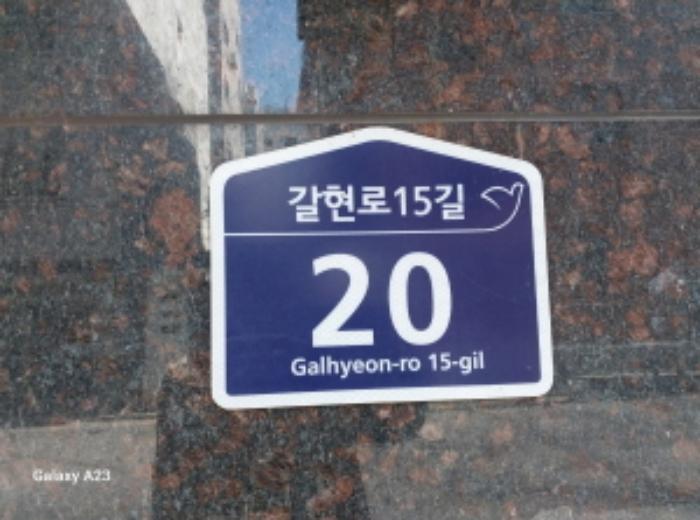 갈현로15길
20
Galhyeon-ro 15-gil
Galaxy A23